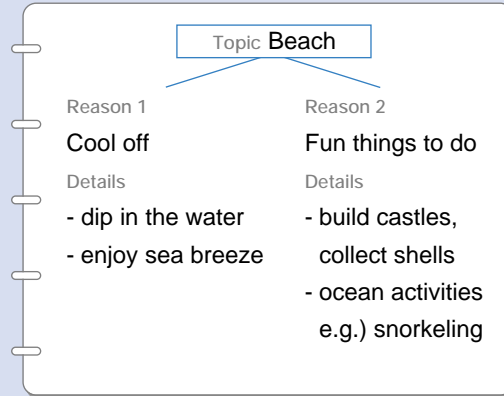 Topic Beach
Reason 1
Cool off
Details
- dip in the water
- enjoy sea breeze
Reason 2
Fun things to do
Details
- build castles,
collect shells
- ocean activities
e.g.) snorkeling